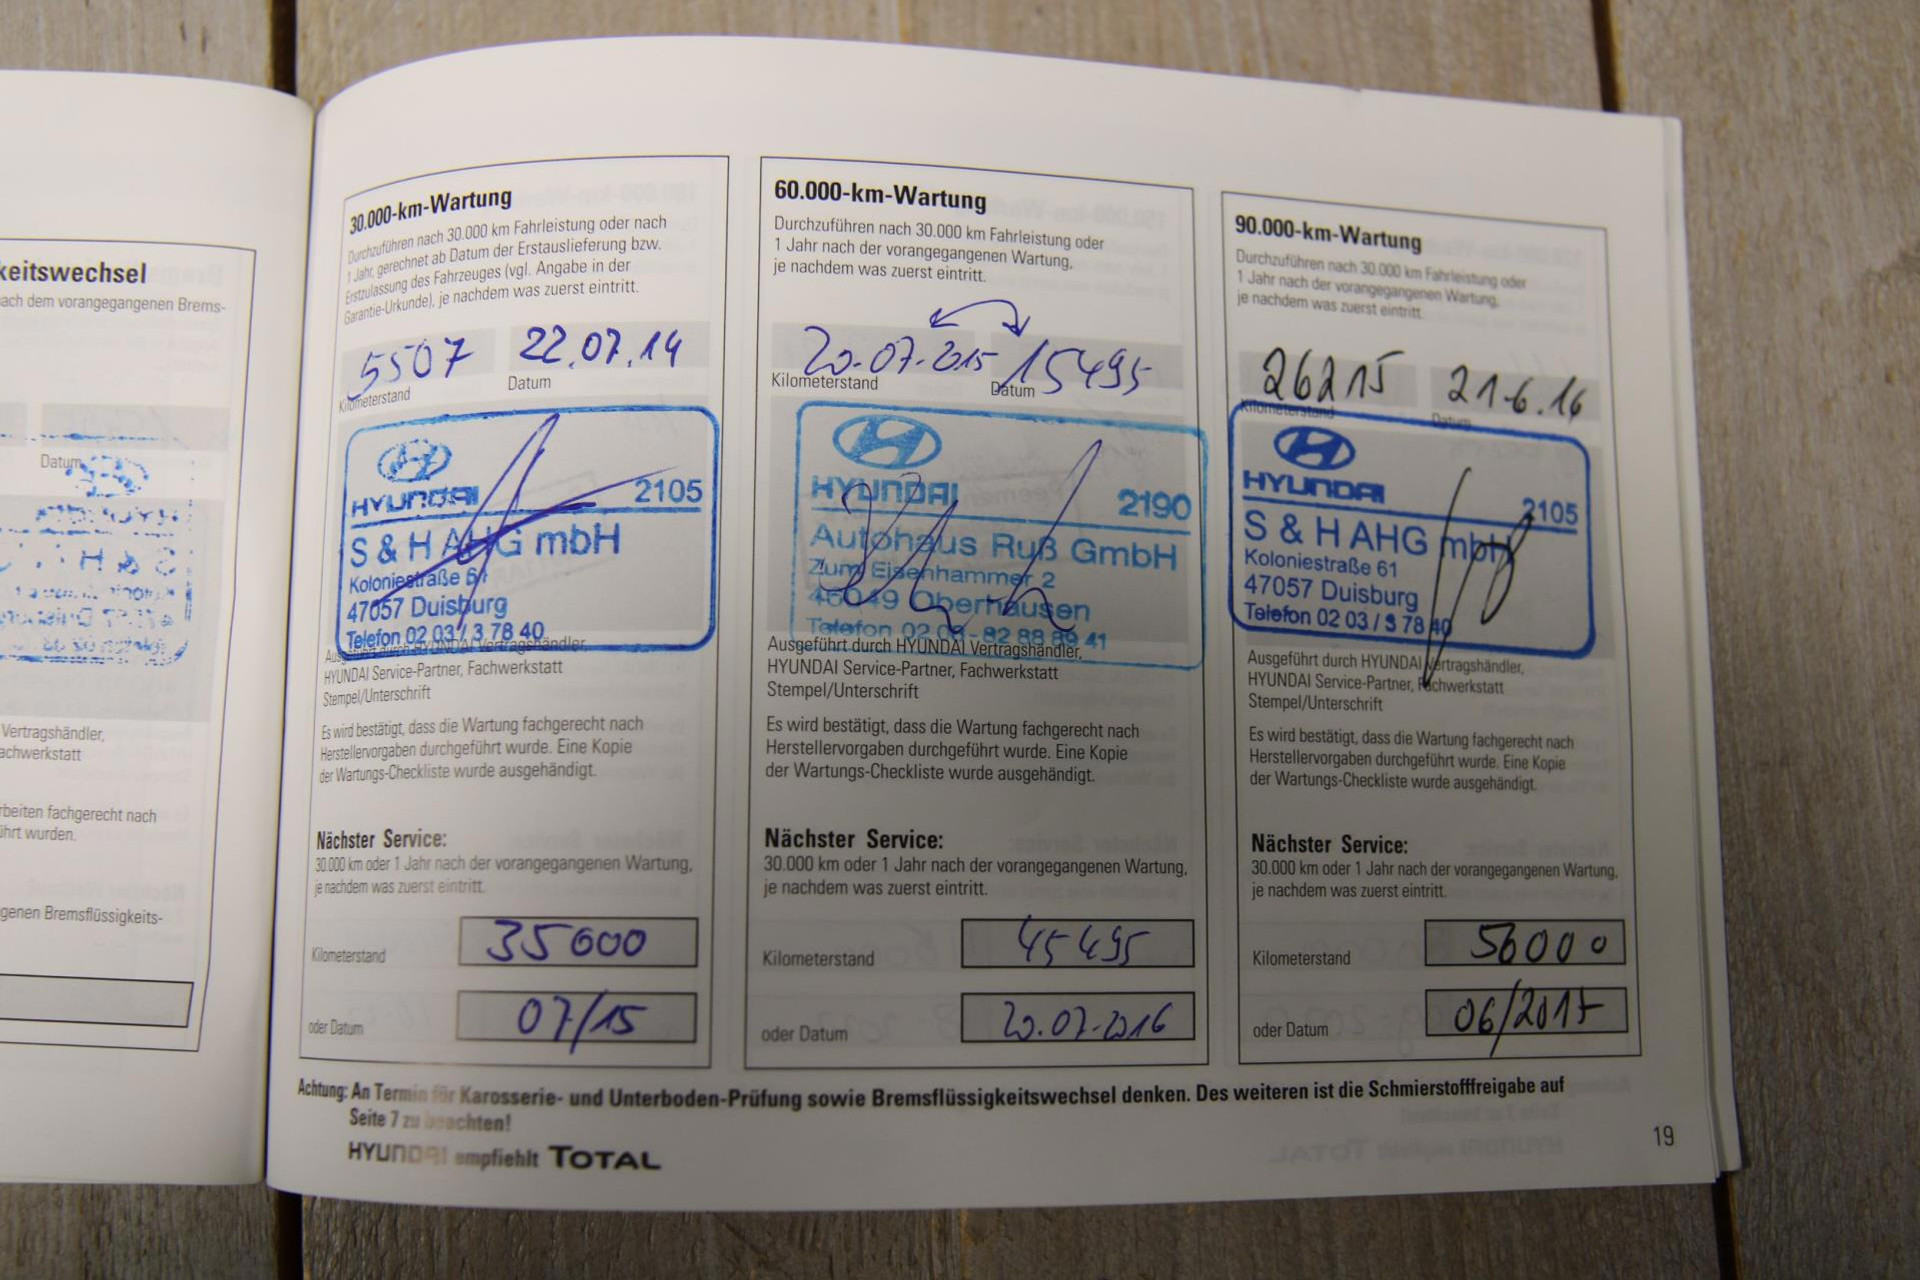 keitswechsel
ach dem vorangegangenen Brems-
Datum
Vertragshändler,
achwerkstatt
rbeiten fachgerecht nach
ührt wurden.
genen Bremsflüssigkeits-
30.000-km-Wartung
Durchzuführen nach 30.000 km Fahrleistung oder nach
1 Jahr, gerechnet ab Datum der Erstauslieferung bzw.
Erstzulassung des Fahrzeuges (vgl. Angabe in der
Garantie-Urkunde), je nachdem was zuerst eintritt.
5507 22.07.14
Kilometerstand Datum
HYUNDAI 2105
S & H AHG mbH
Koloniestraße 61
47057 Duisburg
Telefon 02 03 / 3 78 40
Ausgeführt durch HYUNDAI Vertragshändler,
HYUNDAI Service-Partner, Fachwerkstatt
Stempel/Unterschrift
Es wird bestätigt, dass die Wartung fachgerecht nach
Herstellervorgaben durchgeführt wurde. Eine Kopie
der Wartungs-Checkliste wurde ausgehändigt.
Nächster Service:
30.000 km oder 1 Jahr nach der vorangegangenen Wartung,
je nachdem was zuerst eintritt.
Kilometerstand 35000
oder Datum 07/15
60.000-km-Wartung
Durchzuführen nach 30.000 km Fahrleistung oder
1 Jahr nach der vorangegangenen Wartung,
je nachdem was zuerst eintritt.
20.07.2015 15495
Kilometerstand Datum
HYUNDAI 2190
Autohaus Ruß GmbH
Zum Eisenhammer 2
46049 Oberhausen
Telefon 02 08 - 82 88 89 41
Ausgeführt durch HYUNDAI Vertragshändler,
HYUNDAI Service-Partner, Fachwerkstatt
Stempel/Unterschrift
Es wird bestätigt, dass die Wartung fachgerecht nach
Herstellervorgaben durchgeführt wurde. Eine Kopie
der Wartungs-Checkliste wurde ausgehändigt.
Nächster Service:
30.000 km oder 1 Jahr nach der vorangegangenen Wartung,
je nachdem was zuerst eintritt.
Kilometerstand 45495
oder Datum 20.07.2016
90.000-km-Wartung
Durchzuführen nach 30.000 km Fahrleistung oder
1 Jahr nach der vorangegangenen Wartung,
je nachdem was zuerst eintritt.
26215 21.6.16
Kilometerstand Datum
HYUNDAI 2105
S & H AHG mbH
Koloniestraße 61
47057 Duisburg
Telefon 02 03 / 3 78 40
Ausgeführt durch HYUNDAI Vertragshändler,
HYUNDAI Service-Partner, Fachwerkstatt
Stempel/Unterschrift
Es wird bestätigt, dass die Wartung fachgerecht nach
Herstellervorgaben durchgeführt wurde. Eine Kopie
der Wartungs-Checkliste wurde ausgehändigt.
Nächster Service:
30.000 km oder 1 Jahr nach der vorangegangenen Wartung,
je nachdem was zuerst eintritt.
Kilometerstand 56000
oder Datum 06/2017
Achtung: An Termin für Karosserie- und Unterboden-Prüfung sowie Bremsflüssigkeitswechsel denken. Des weiteren ist die Schmierstofffreigabe auf
Seite 7 zu beachten!
HYUNDAI empfiehlt TOTAL
19